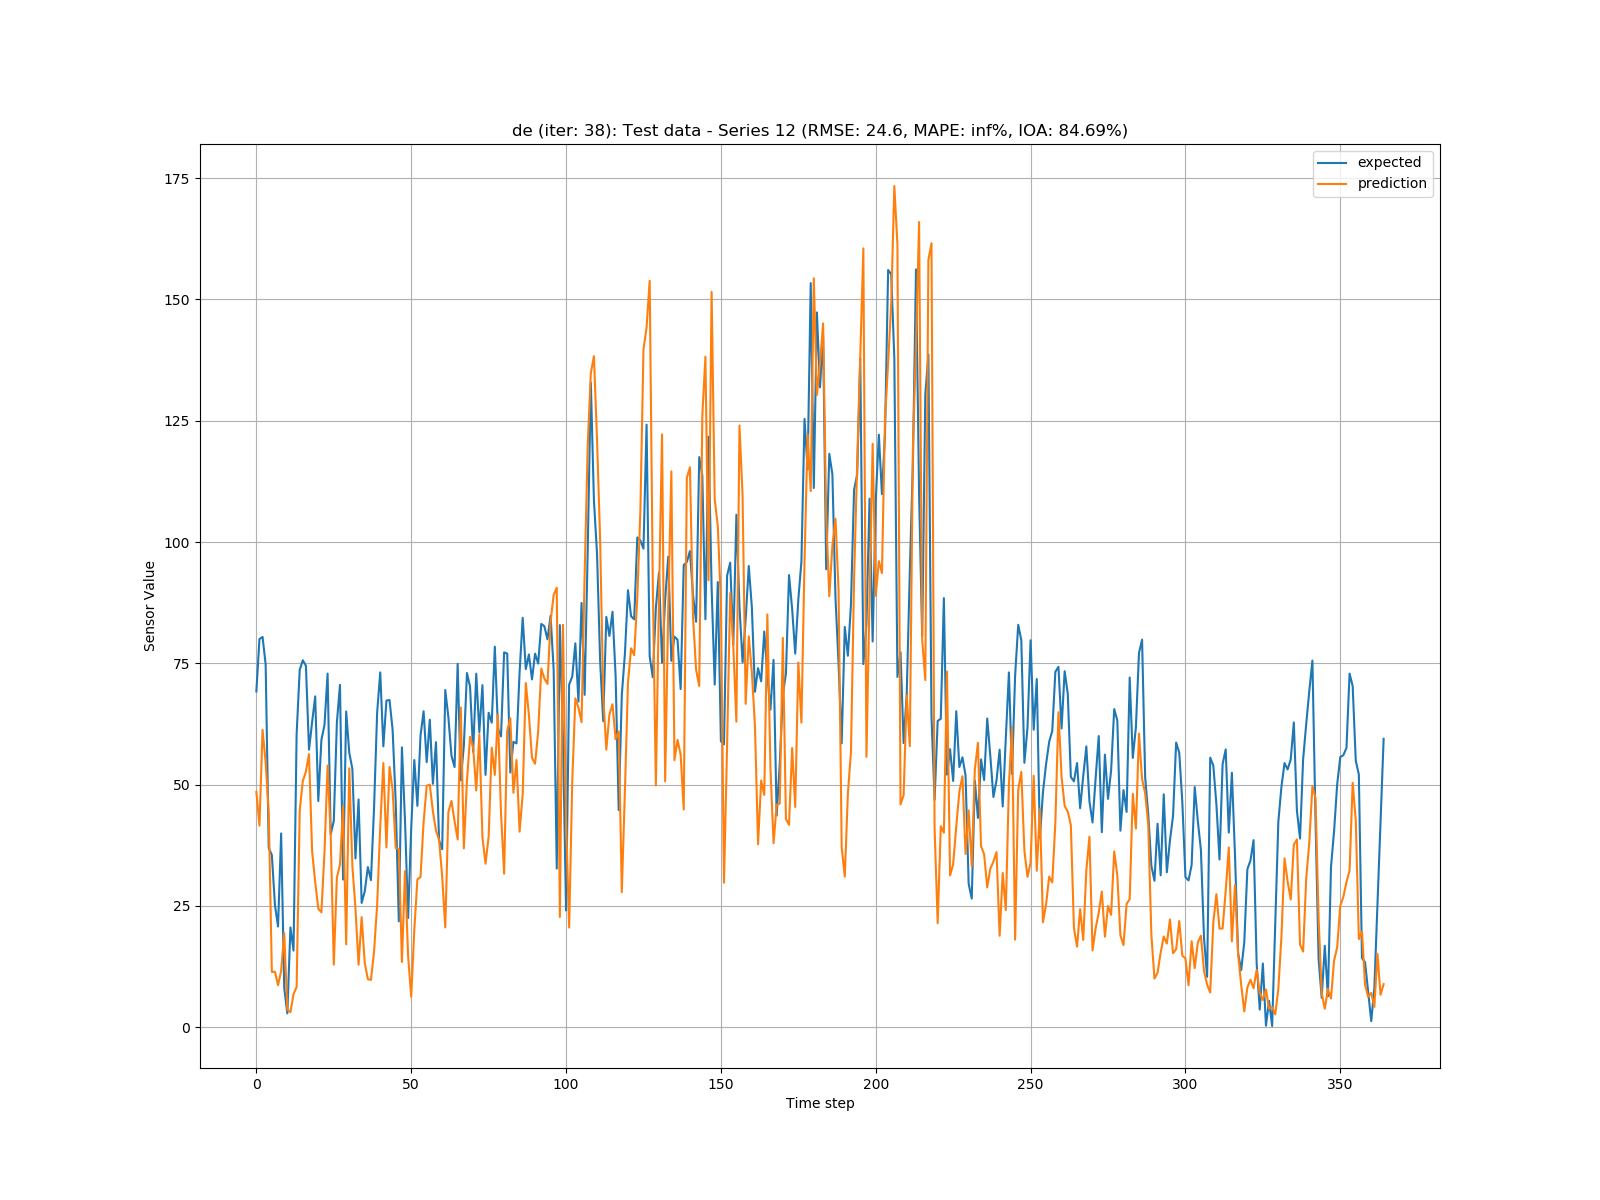 de (iter: 38): Test data - Series 12 (RMSE: 24.6, MAPE: inf%, IOA: 84.69%)
expected
prediction
175
150
125
100
75
50
25
0
Sensor Value
0 50 100 150 200 250 300 350
Time step